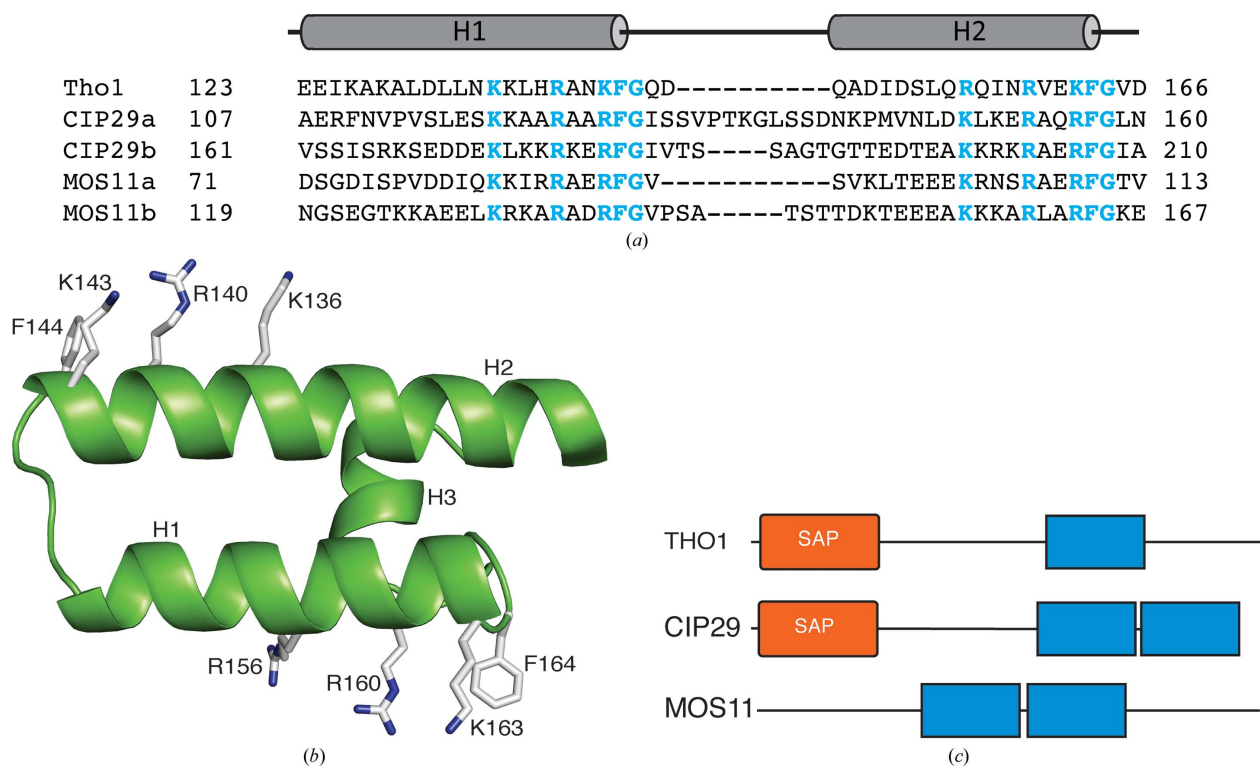 H1 H2
Tho1 123 EEIKAKALDLLNKKLHRANKFGQD----------QADIDSLQRQINRVEKFGVD 166
CIP29a 107 AERFNVPVSLESKKAARAARFGISSVPTKGLSSDNKPMVNLDKLKERAQRFGLN 160
CIP29b 161 VSSISRKSEDDEKLKKRKERFGIVTS----SAGTGTTEDTEAKKRKRAERFGIA 210
MOS11a 71 DSGDISPVDDIQKKIRRAERFGV-----------SVKLTEEEKRNSRAERFGTV 113
MOS11b 119 NGSEGTKKAEELKRKARADRFGVPSA-----TSTTDKTEEEAKKKARLARFGKE 167
(a)
K143
R140
K136
F144
H2
H3
H1
R156
R160
F164
K163
(b)
THO1 SAP
CIP29 SAP
MOS11
(c)